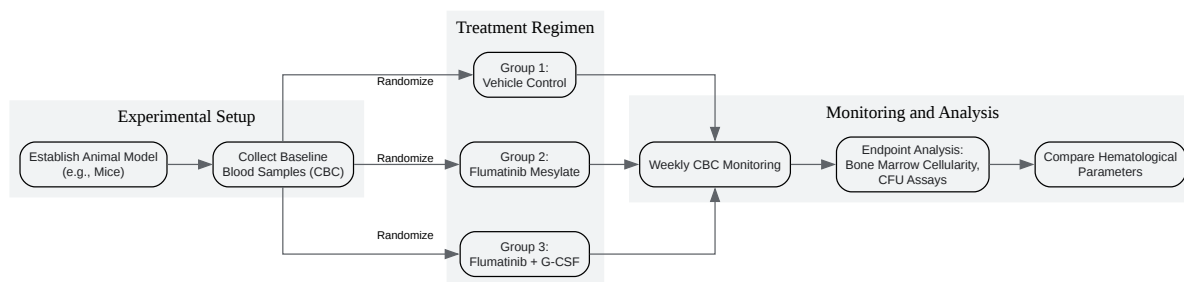 Treatment Regimen
Group 1:
Vehicle Control
Randomize
Experimental Setup
Establish Animal Model
(e.g., Mice)
Collect Baseline
Blood Samples (CBC)
Randomize
Group 2:
Flumatinib Mesylate
Randomize
Group 3:
Flumatinib + G-CSF
Monitoring and Analysis
Weekly CBC Monitoring
Endpoint Analysis:
Bone Marrow Cellularity,
CFU Assays
Compare Hematological
Parameters